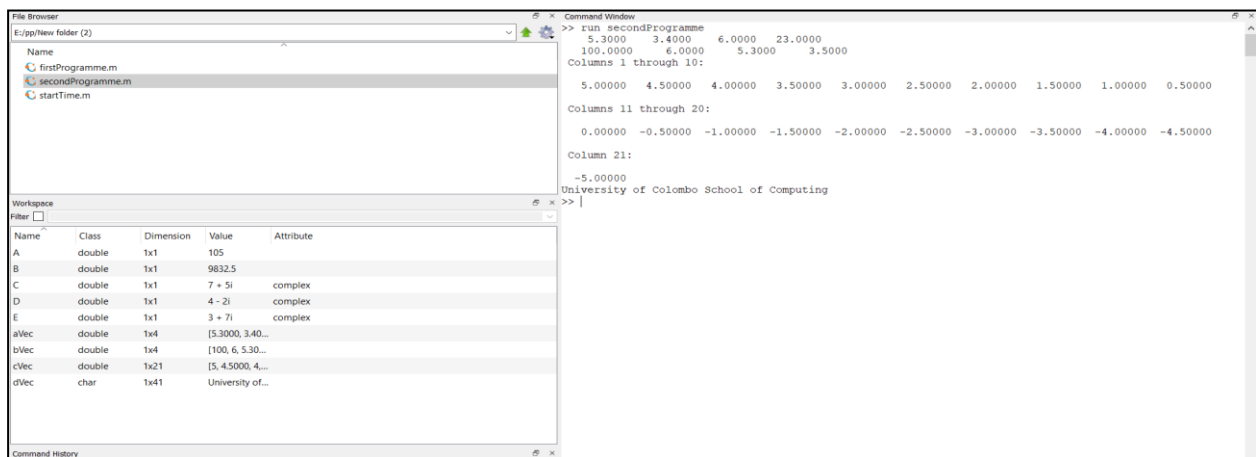 File Browser
E:/pp/New folder (2)
Name
firstProgramme.m
secondProgramme.m
startTime.m
Workspace
Filter
Name Class Dimension Value Attribute
A double 1x1 105
B double 1x1 9832.5
C double 1x1 7 + 5i complex
D double 1x1 4 - 2i complex
E double 1x1 3 + 7i complex
aVec double 1x4 [5.3000, 3.40...
bVec double 1x4 [100, 6, 5.30...
cVec double 1x21 [5, 4.5000, 4,...
dVec char 1x41 University of...
Command History
Command Window
>> run secondProgramme
5.3000 3.4000 6.0000 23.0000
100.0000 6.0000 5.3000 3.5000
Columns 1 through 10:
5.00000 4.50000 4.00000 3.50000 3.00000 2.50000 2.00000 1.50000 1.00000 0.50000
Columns 11 through 20:
0.00000 -0.50000 -1.00000 -1.50000 -2.00000 -2.50000 -3.00000 -3.50000 -4.00000 -4.50000
Column 21:
-5.00000
University of Colombo School of Computing
>>